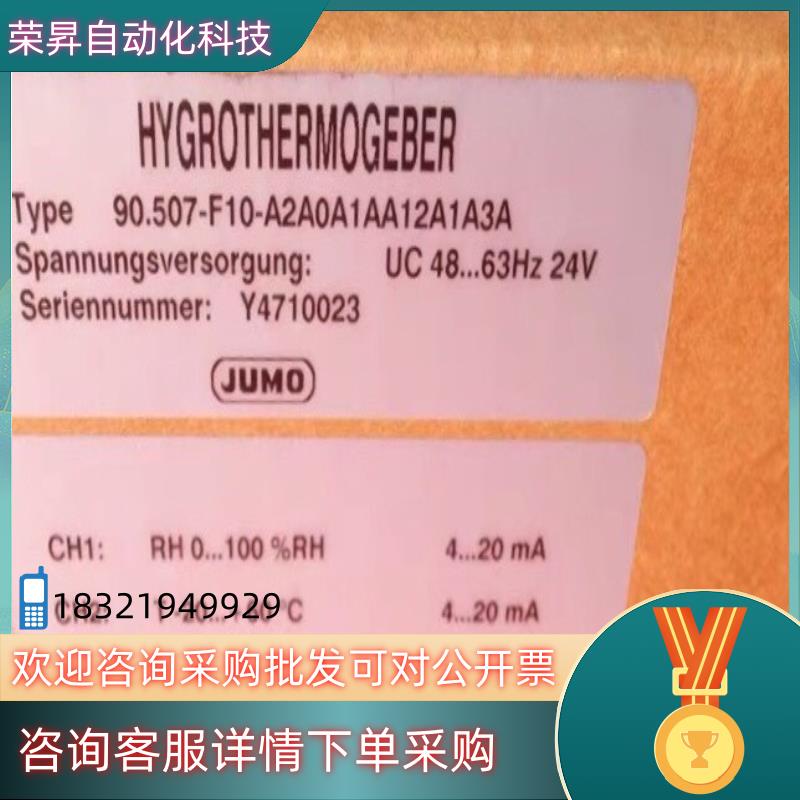 荣昇自动化科技
HYGROTHERMOGEBER
Type 90.507-F10-A2A0A1AA12A1A3A
Spannungsversorgung: UC 48...63Hz 24V
Seriennummer: Y4710023
JUMO
CH1: RH 0...100 %RH 4...20 mA
18321949929
CH2: °C 4...20 mA
欢迎咨询采购批发可对公开票
咨询客服详情下单采购